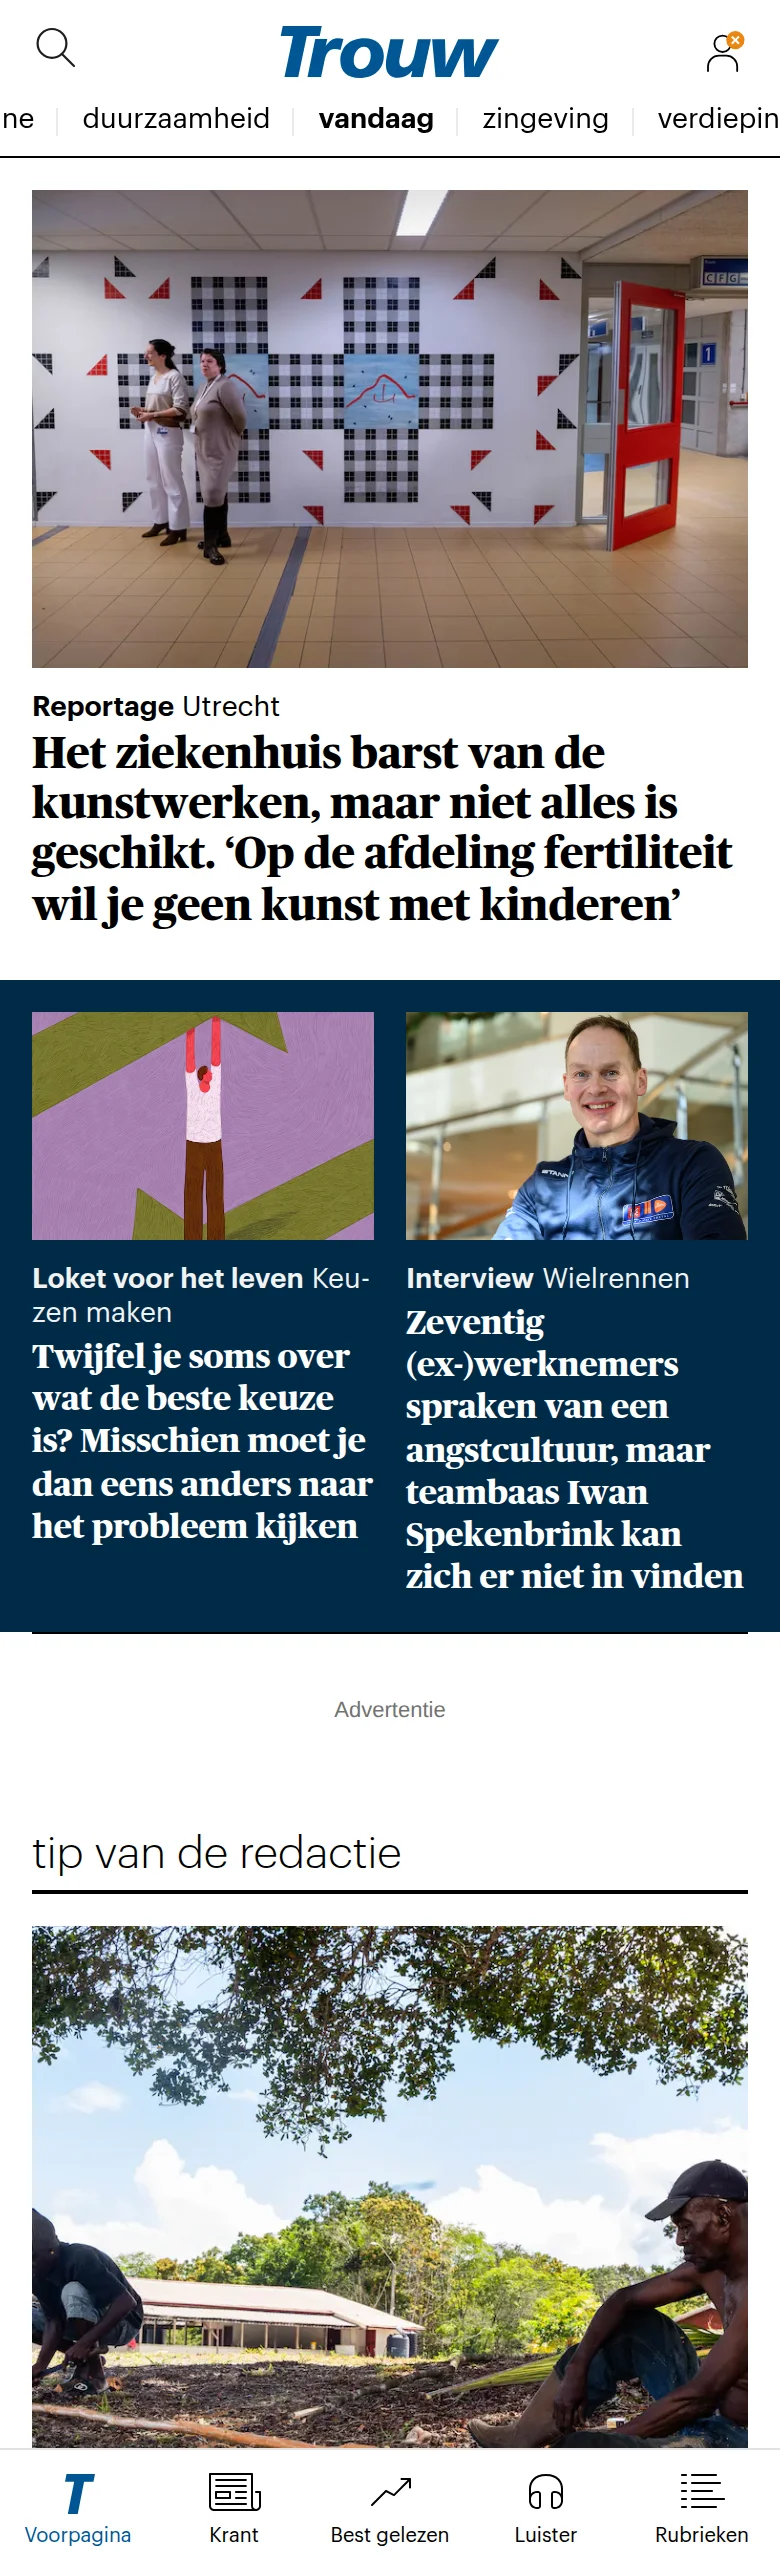 Trouw
ne
duurzaamheid
vandaag
zingeving
verdiepin
C F G
1
Reportage Utrecht
Het ziekenhuis barst van de
kunstwerken, maar niet alles is
geschikt. ‘Op de afdeling fertiliteit
wil je geen kunst met kinderen’
Loket voor het leven Keu-
zen maken
Twijfel je soms over
wat de beste keuze
is? Misschien moet je
dan eens anders naar
het probleem kijken
Interview Wielrennen
Zeventig
(ex-)werknemers
spraken van een
angstcultuur, maar
teambaas Iwan
Spekenbrink kan
zich er niet in vinden
Advertentie
tip van de redactie
T
Voorpagina
Krant
Best gelezen
Luister
Rubrieken